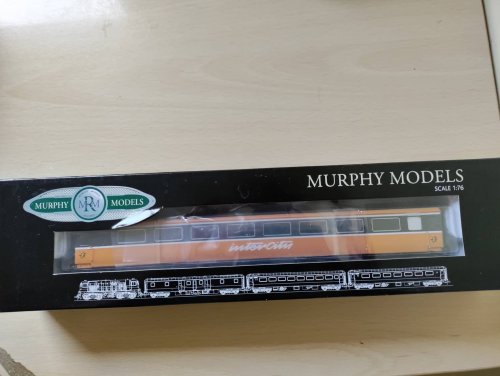 MURPHY MRM MODELS
MURPHY MODELS
SCALE 1:76
InterCity